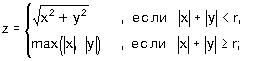 z = { √x² + y² , если |x| + |y| < r,
max(|x|, |y|) , если |x| + |y| ≥ r;